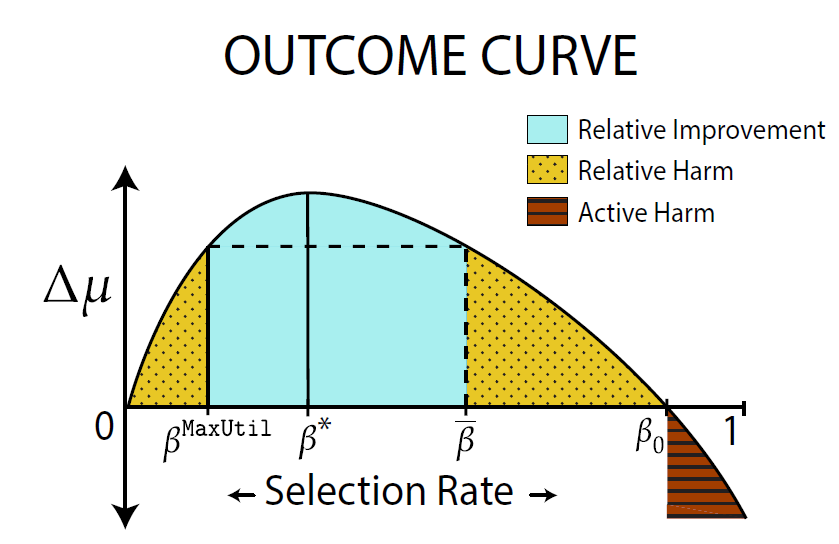 OUTCOME CURVE
Relative Improvement
Relative Harm
Active Harm
Δμ
0
β^MaxUtil
β*
β̅
β₀
1
Selection Rate